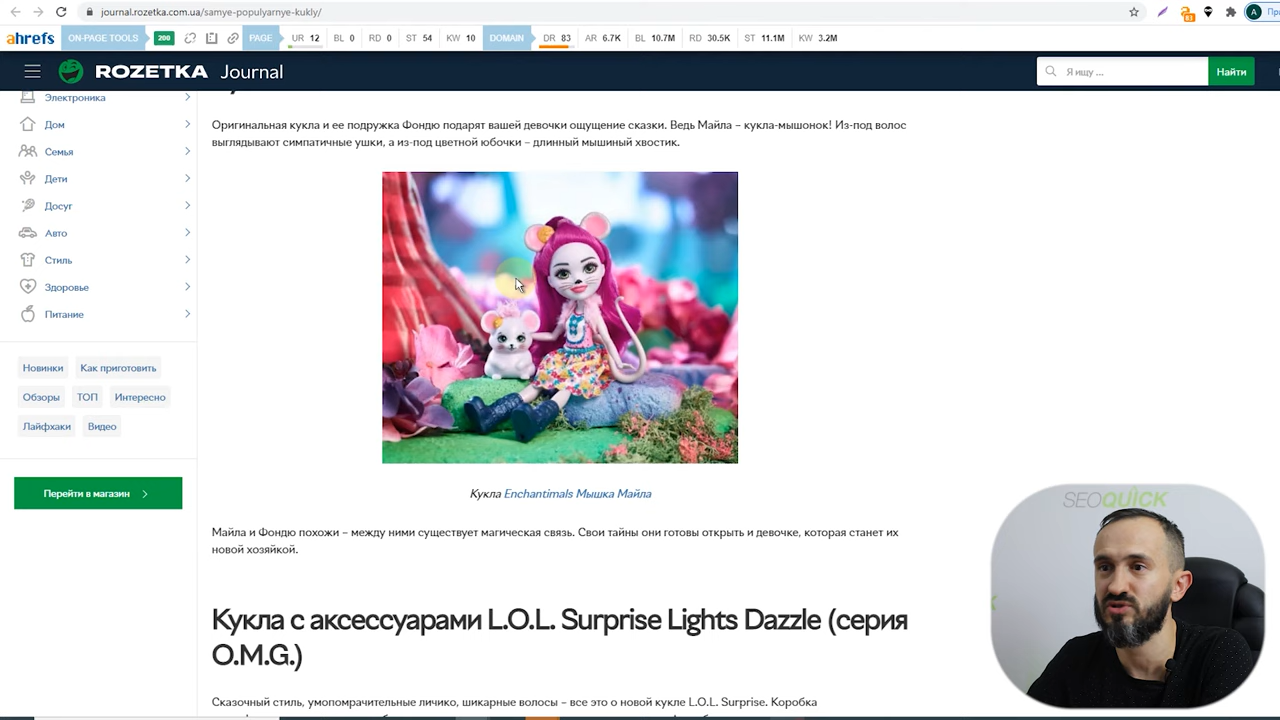 journal.rozetka.com.ua/samye-populyarnye-kukly/
83
A
ahrefs ON-PAGE TOOLS 200 PAGE UR 12 BL 0 RD 0 ST 54 KW 10 DOMAIN DR 83 AR 6.7K BL 10.7M RD 30.5K ST 11.1M KW 3.2M
ROZETKA Journal
Я ищу ...
Найти
Электроника
Дом
Семья
Дети
Досуг
Авто
Стиль
Здоровье
Питание
Новинки Как приготовить
Обзоры ТОП Интересно
Лайфхаки Видео
Перейти в магазин
Оригинальная кукла и ее подружка Фондю подарят вашей девочки ощущение сказки. Ведь Майла – кукла-мышонок! Из-под волос
выглядывают симпатичные ушки, а из-под цветной юбочки – длинный мышиный хвостик.
Кукла Enchantimals Мышка Майла
Майла и Фондю похожи – между ними существует магическая связь. Свои тайны они готовы открыть и девочке, которая станет их
новой хозяйкой.
Кукла с аксессуарами L.O.L. Surprise Lights Dazzle (серия
O.M.G.)
Сказочный стиль, умопомрачительные личико, шикарные волосы – все это о новой кукле L.O.L. Surprise. Коробка
SEOQUICK